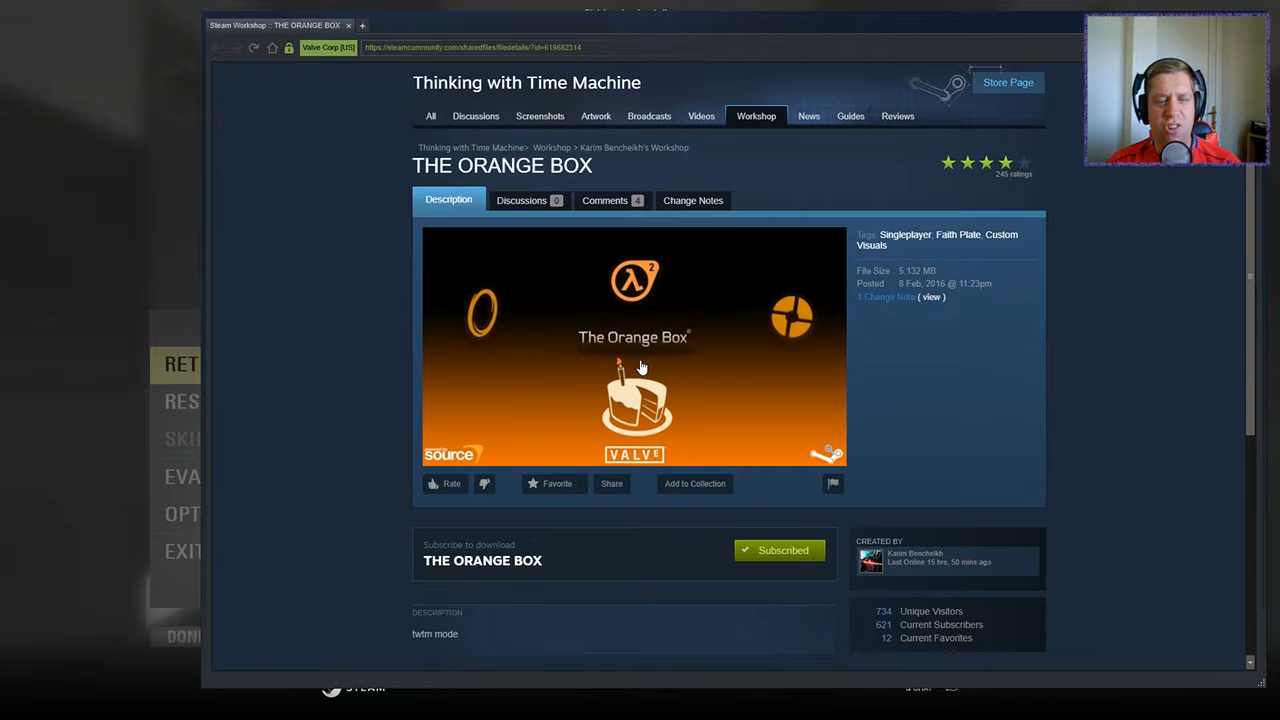 Steam Workshop :: THE ORANGE BOX
Valve Corp [US]
https://steamcommunity.com/sharedfiles/filedetails/?id=619682314
Thinking with Time Machine
Store Page
All Discussions Screenshots Artwork Broadcasts Videos Workshop News Guides Reviews
Thinking with Time Machine> Workshop > Karim Bencheikh's Workshop
THE ORANGE BOX
245 ratings
Description Discussions 0 Comments 4 Change Notes
Tags: Singleplayer, Faith Plate, Custom
Visuals
File Size 5.132 MB
Posted 8 Feb, 2016 @ 11.23pm
1 Change Note ( view )
λ2
The Orange Box®
source
VALVE
Rate Favorite Share Add to Collection
Subscribe to download
THE ORANGE BOX
Subscribed
CREATED BY
Karim Bencheikh
Last Online 15 hrs, 50 mins ago
DESCRIPTION
twtm mode
734 Unique Visitors
621 Current Subscribers
12 Current Favorites
RET
RES
SKI
EVA
OPT
EXIT
DONE
STEAM